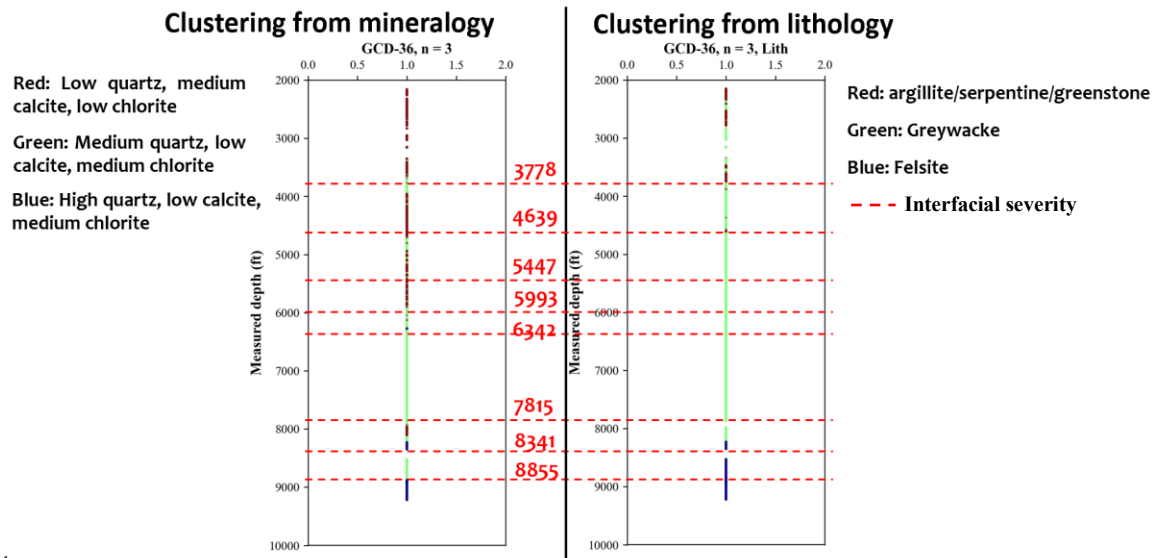 Clustering from mineralogy
Clustering from lithology
GCD-36, n = 3
GCD-36, n = 3, Lith
0.0 0.5 1.0 1.5 2.0
0.0 0.5 1.0 1.5 2.0
Red: Low quartz, medium
calcite, low chlorite
Green: Medium quartz, low
calcite, medium chlorite
Blue: High quartz, low calcite,
medium chlorite
Measured depth (ft)
2000
3000
4000
5000
6000
7000
8000
9000
10000
3778
4639
5447
5993
6342
7815
8341
8855
Measured depth (ft)
2000
3000
4000
5000
6000
7000
8000
9000
10000
Red: argillite/serpentine/greenstone
Green: Greywacke
Blue: Felsite
Interfacial severity